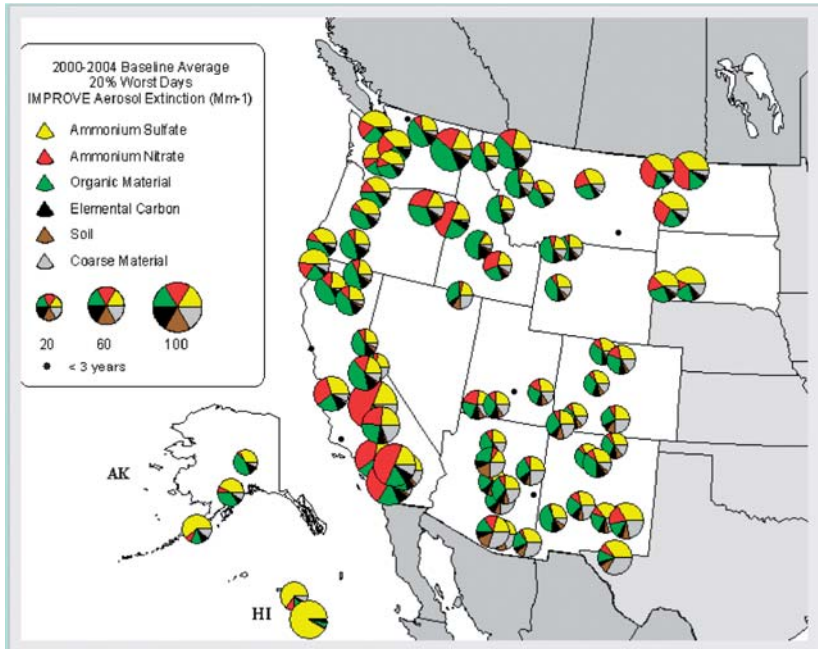 2000-2004 Baseline Average
20% Worst Days
IMPROVE Aerosol Extinction (Mm-1)
Ammonium Sulfate
Ammonium Nitrate
Organic Material
Elemental Carbon
Soil
Coarse Material
20 60 100
< 3 years
AK
HI